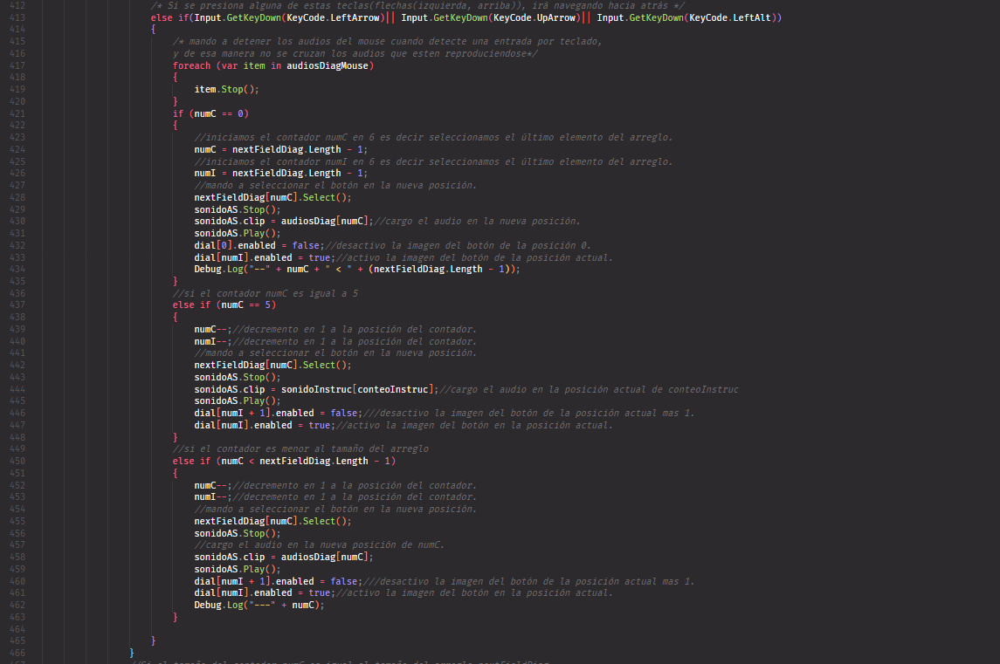 412 /* Si se presiona alguna de estas teclas(flechas(izquierda, arriba)), irá navegando hacia atrás */
413 else if(Input.GetKeyDown(KeyCode.LeftArrow)|| Input.GetKeyDown(KeyCode.UpArrow)|| Input.GetKeyDown(KeyCode.LeftAlt))
414 {
415 /* mando a detener los audios del mouse cuando detecte una entrada por teclado,
416 y de esa manera no se cruzan los audios que esten reproduciendose*/
417 foreach (var item in audiosDiagMouse)
418 {
419 item.Stop();
420 }
421 if (numC == 0)
422 {
423 //iniciamos el contador numC en 6 es decir seleccionamos el último elemento del arreglo.
424 numC = nextFieldDiag.Length - 1;
425 //iniciamos el contador numI en 6 es decir seleccionamos el último elemento del arreglo.
426 numI = nextFieldDiag.Length - 1;
427 //mando a seleccionar el botón en la nueva posición.
428 nextFieldDiag[numC].Select();
429 sonidoAS.Stop();
430 sonidoAS.clip = audiosDiag[numC];//cargo el audio en la nueva posición.
431 sonidoAS.Play();
432 dial[0].enabled = false;//desactivo la imagen del botón de la posición 0.
433 dial[numI].enabled = true;//activo la imagen del botón de la posición actual.
434 Debug.Log("--" + numC + " < " + (nextFieldDiag.Length - 1));
435 }
436 //si el contador numC es igual a 5
437 else if (numC == 5)
438 {
439 numC--;//decremento en 1 a la posición del contador.
440 numI--;//decremento en 1 a la posición del contador.
441 //mando a seleccionar el botón en la nueva posición.
442 nextFieldDiag[numC].Select();
443 sonidoAS.Stop();
444 sonidoAS.clip = sonidoInstruc[conteoInstruc];//cargo el audio en la posición actual de conteoInstruc
445 sonidoAS.Play();
446 dial[numI + 1].enabled = false;///desactivo la imagen del botón de la posición actual mas 1.
447 dial[numI].enabled = true;//activo la imagen del botón en la posición actual.
448 }
449 //si el contador es menor al tamaño del arreglo
450 else if (numC < nextFieldDiag.Length - 1)
451 {
452 numC--;//decremento en 1 a la posición del contador.
453 numI--;//decremento en 1 a la posición del contador.
454 //mando a seleccionar el botón en la nueva posición.
455 nextFieldDiag[numC].Select();
456 sonidoAS.Stop();
457 //cargo el audio en la nueva posición de numC.
458 sonidoAS.clip = audiosDiag[numC];
459 sonidoAS.Play();
460 dial[numI + 1].enabled = false;///desactivo la imagen del botón de la posición actual mas 1.
461 dial[numI].enabled = true;//activo la imagen del botón en la posición actual.
462 Debug.Log("---" + numC);
463 }
464
465 }
466 }